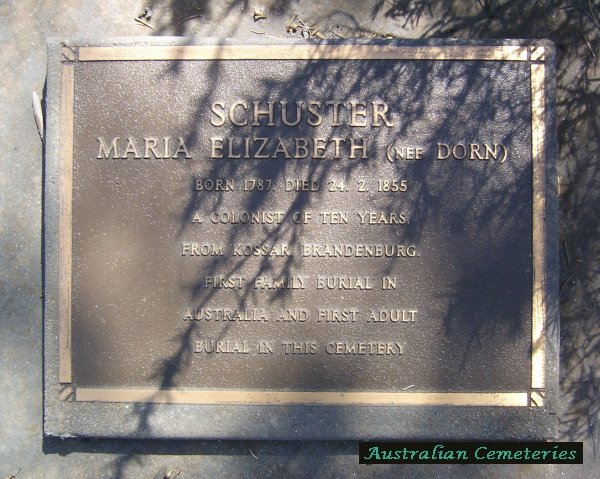 SCHUSTER
MARIA ELIZABETH (NEE DORN)
BORN 1787. DIED 24. 2. 1855
A COLONIST OF TEN YEARS.
FROM KOSSAR BRANDENBURG.
FIRST FAMILY BURIAL IN
AUSTRALIA AND FIRST ADULT
BURIAL IN THIS CEMETERY
Australian Cemeteries